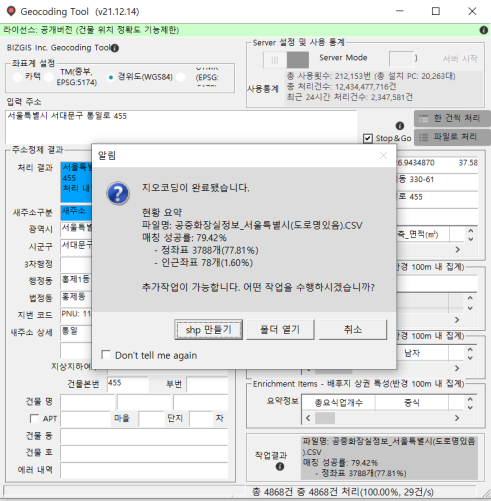 Geocoding Tool (v21.12.14)
라이선스: 공개버전 (건물 위치 정확도 기능제한)
BIZGIS Inc. Geocoding Tool
Server 설정 및 사용 통계
Server Mode
)
서버 시작
좌표계 설정
카텍
TM(중부,
EPSG:5174)
경위도(WGS84)
(EPSG:
사용통계
총 사용횟수: 212,153번 (총 설치 PC: 20,263대)
총 처리건수: 12,434,477,716건
최근 24시간 처리건수: 2,347,581건
입력 주소
서울특별시 서대문구 통일로 455
한 건씩 처리
Stop&Go
파일로 처리
주소정제 결과
처리 결과
서울특별
455
처리 내
6.9434870
37.58
동 330-61
로 455
새주소구분
새주소
광역시
서울특별
축_면적(㎡)
시군구
서대문구
3차행정
반경 100m 내 집계)
행정동
홍제1동
법정동
홍제동
지번 코드
PNU: 11
새주소 상세
통일
반경 100m 내 집계)
남자
지상지하여
건물본번
455
부번
Enrichment Items - 배후지 상권 특성(반경 100m 내 집계)
건물 명
요약정보
총요식업개수
중식
APT
마을
단지
차
건물 동
건물 호
에러 내역
작업결과
파일명: 공중화장실정보_서울특별시(도로명있음
).CSV
매칭 성공률: 79.42%
- 정좌표 3788개(77.81%)
총 4868건 중 4868건 처리(100.00%, 29건/s)
알림
지오코딩이 완료됐습니다.
현황 요약
파일명: 공중화장실정보_서울특별시(도로명있음).CSV
매칭 성공률: 79.42%
- 정좌표 3788개(77.81%)
- 인근좌표 78개(1.60%)
추가작업이 가능합니다. 어떤 작업을 수행하시겠습니까?
shp 만들기
폴더 열기
취소
Don't tell me again